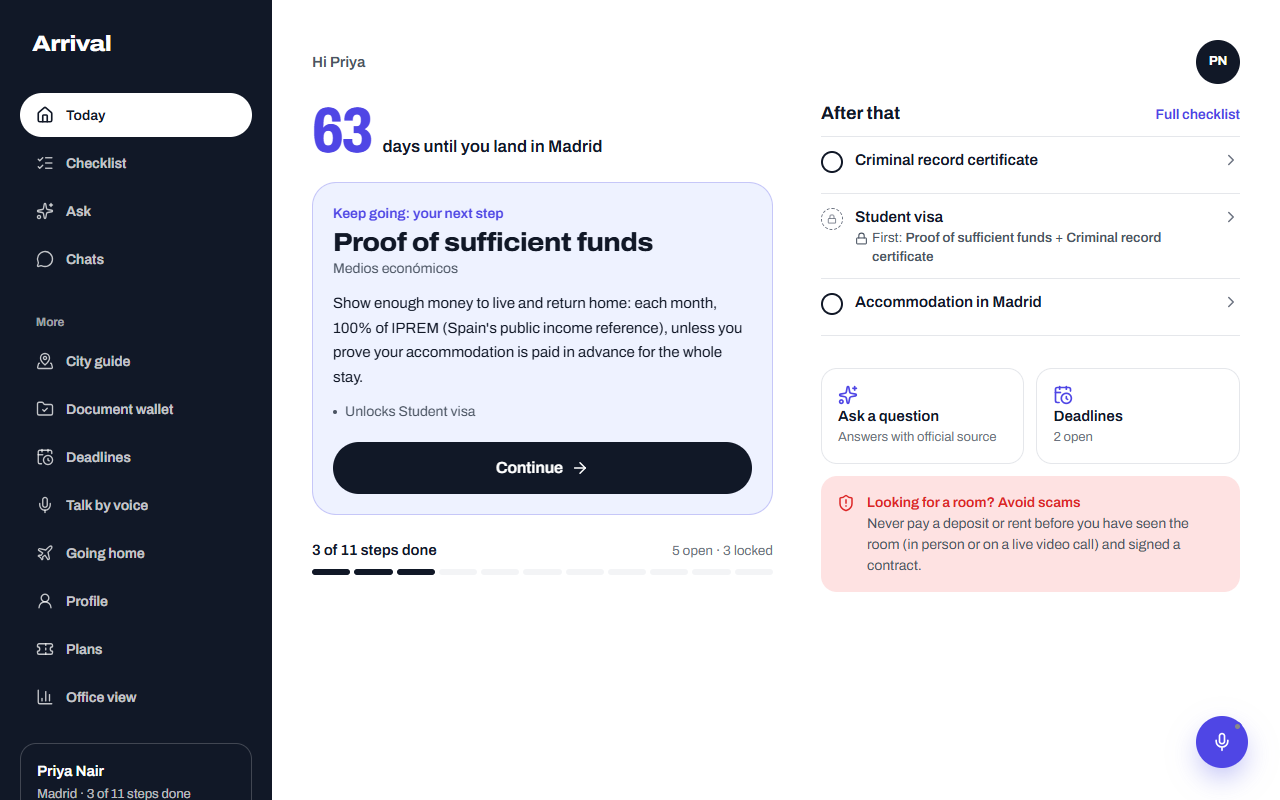 Arrival
Today
Checklist
Ask
Chats
More
City guide
Document wallet
Deadlines
Talk by voice
Going home
Profile
Plans
Office view
Priya Nair
Madrid · 3 of 11 steps done
Hi Priya
PN
63 days until you land in Madrid
Keep going: your next step
Proof of sufficient funds
Medios económicos
Show enough money to live and return home: each month,
100% of IPREM (Spain's public income reference), unless you
prove your accommodation is paid in advance for the whole
stay.
• Unlocks Student visa
Continue →
3 of 11 steps done
5 open · 3 locked
After that
Full checklist
Criminal record certificate
Student visa
First: Proof of sufficient funds + Criminal record
certificate
Accommodation in Madrid
Ask a question
Answers with official source
Deadlines
2 open
Looking for a room? Avoid scams
Never pay a deposit or rent before you have seen the
room (in person or on a live video call) and signed a
contract.